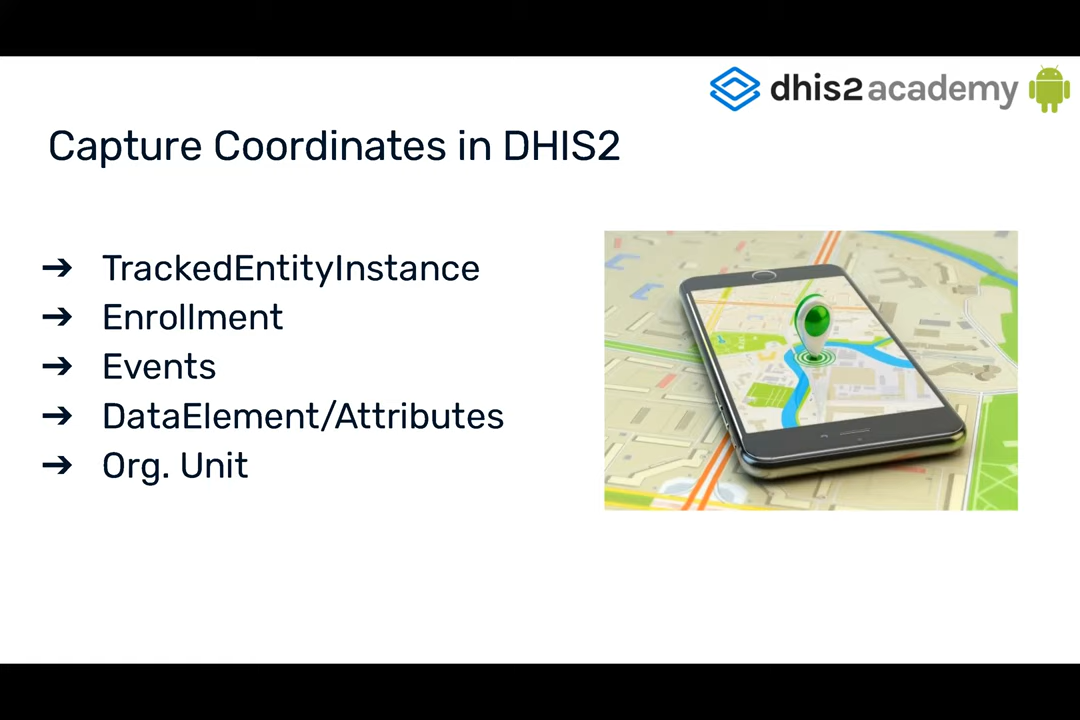 dhis2 academy
Capture Coordinates in DHIS2
➔ TrackedEntityInstance
➔ Enrollment
➔ Events
➔ DataElement/Attributes
➔ Org. Unit